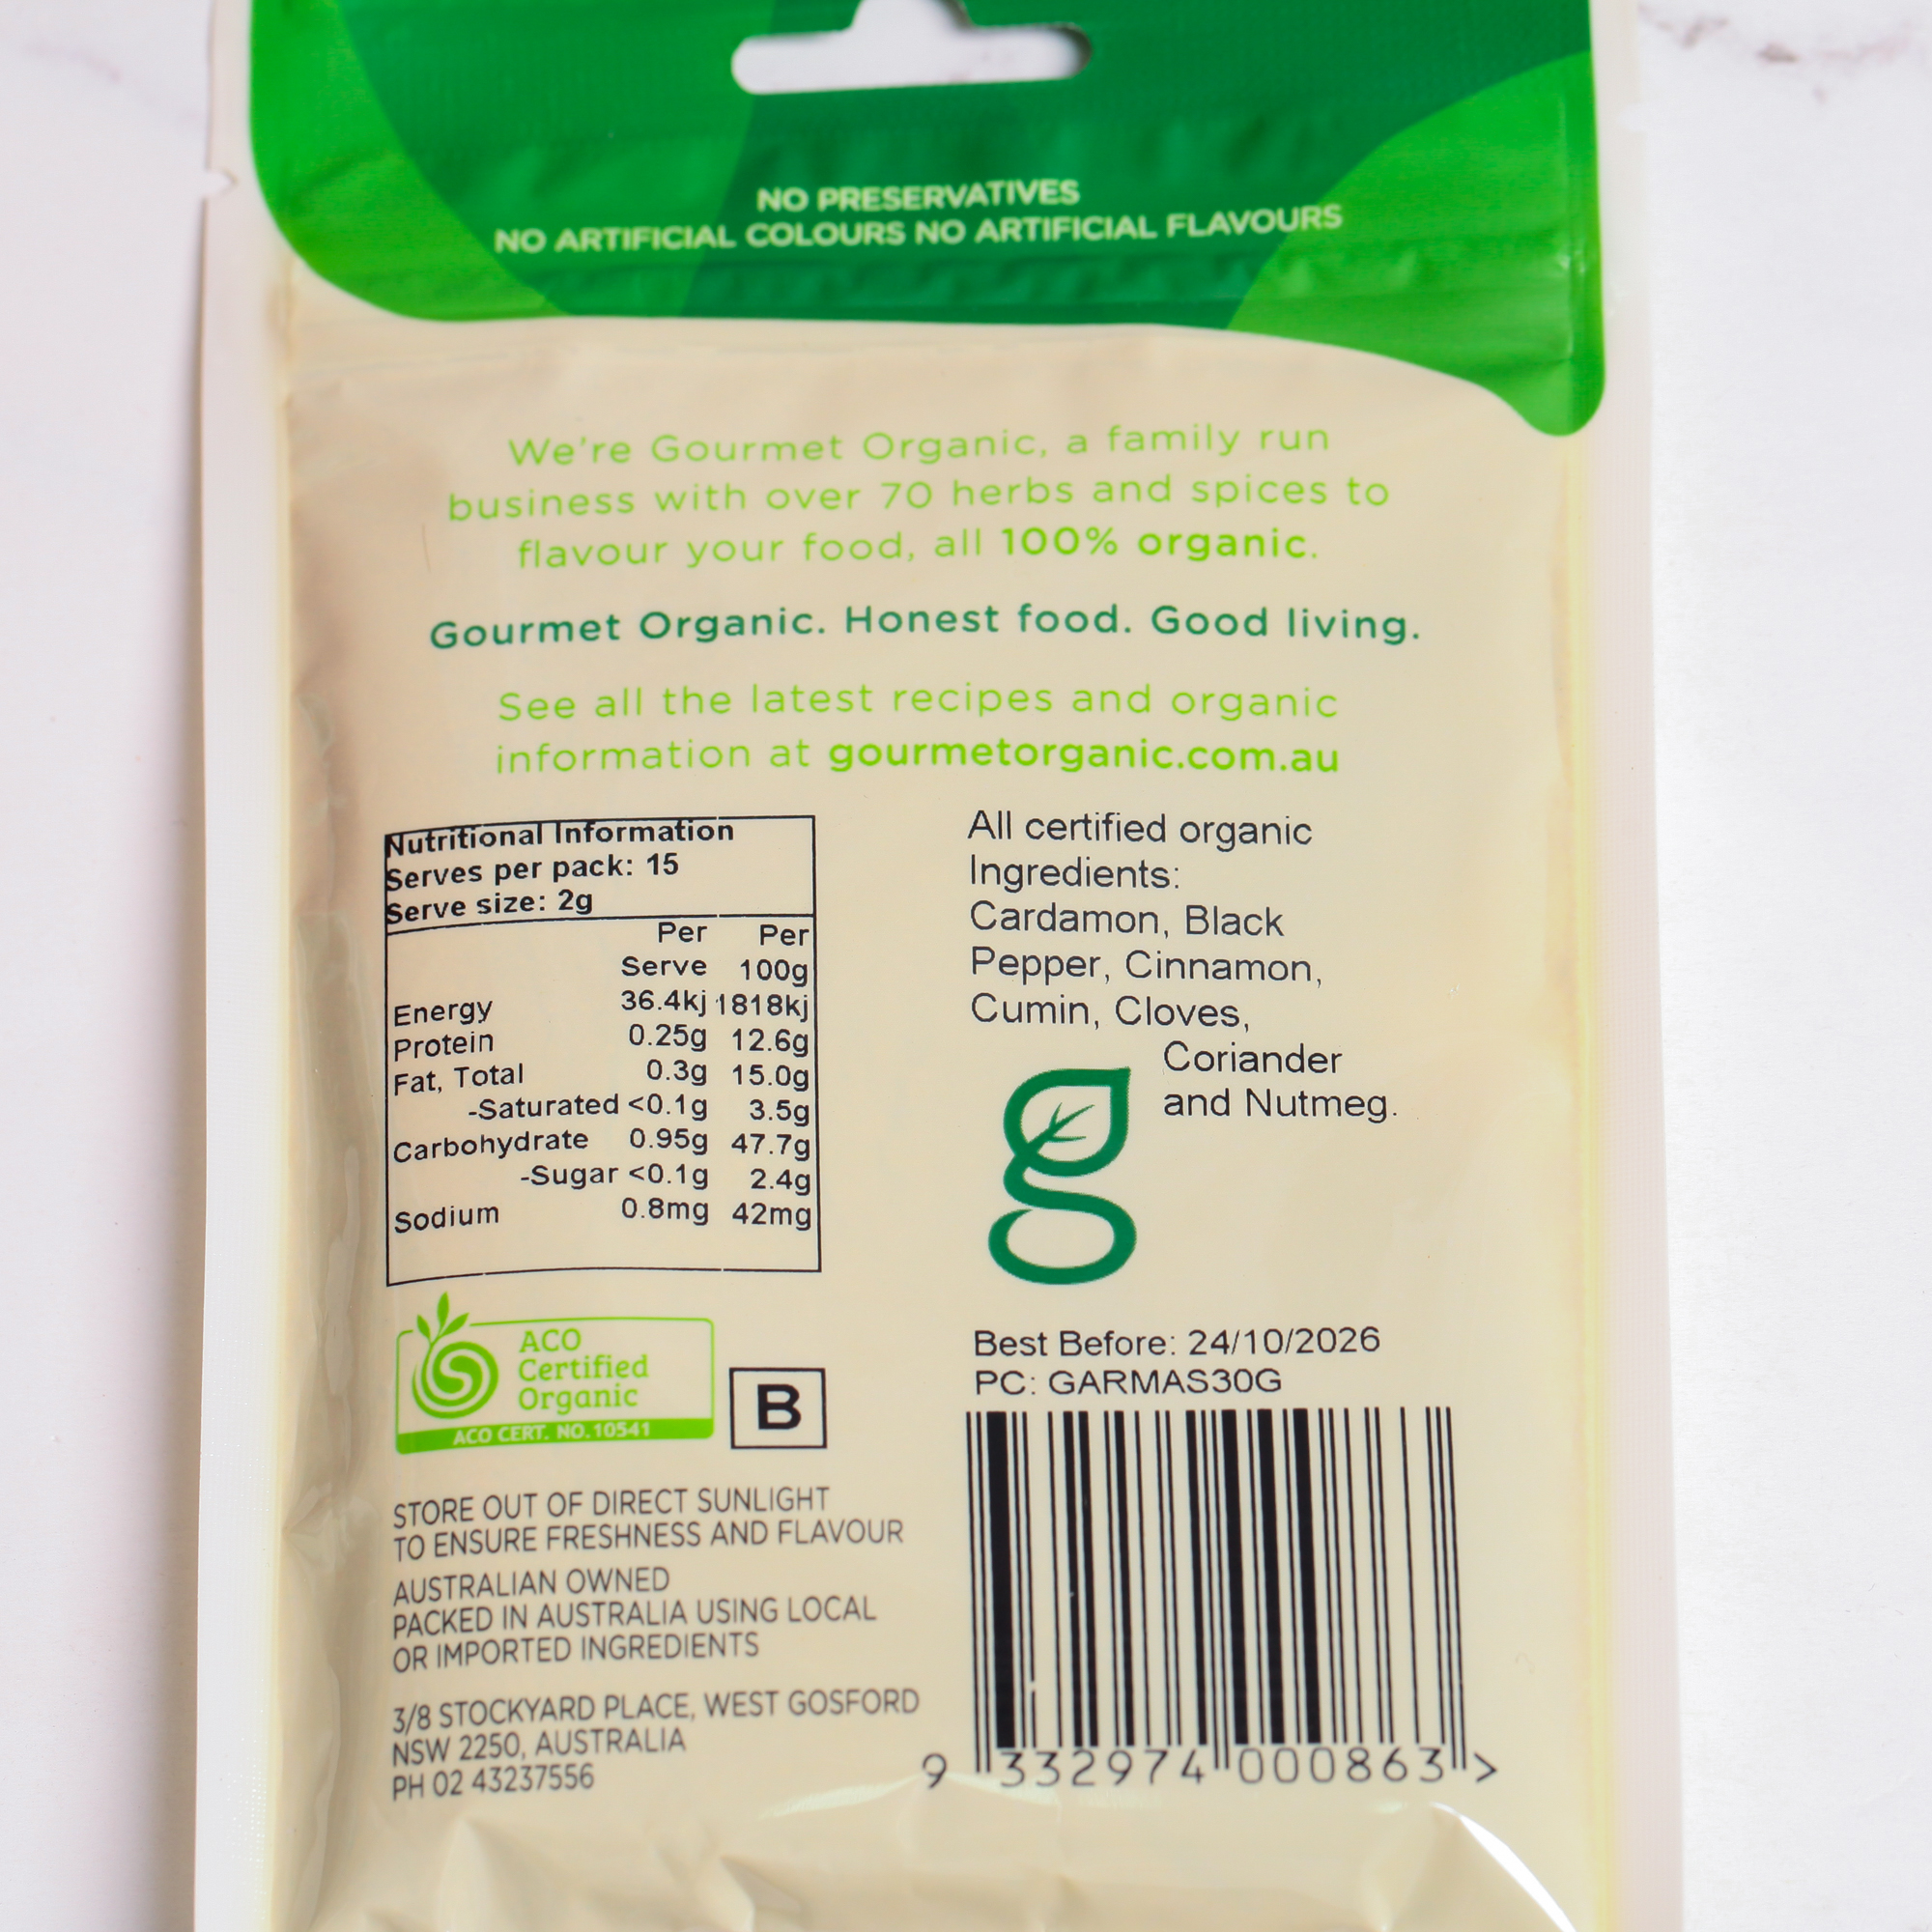 NO PRESERVATIVES
NO ARTIFICIAL COLOURS NO ARTIFICIAL FLAVOURS
We're Gourmet Organic, a family run
business with over 70 herbs and spices to
flavour your food, all 100% organic.
Gourmet Organic. Honest food. Good living.
See all the latest recipes and organic
information at gourmetorganic.com.au
Nutritional Information
Serves per pack: 15
Serve size: 2g
Per Per
Serve 100g
Energy 36.4kj 1818kj
Protein 0.25g 12.6g
Fat, Total 0.3g 15.0g
-Saturated <0.1g 3.5g
Carbohydrate 0.95g 47.7g
-Sugar <0.1g 2.4g
Sodium 0.8mg 42mg
All certified organic
Ingredients:
Cardamon, Black
Pepper, Cinnamon,
Cumin, Cloves,
Coriander
and Nutmeg.
g
ACO
Certified
Organic
ACO CERT. NO. 10541
B
Best Before: 24/10/2026
PC: GARMAS30G
STORE OUT OF DIRECT SUNLIGHT
TO ENSURE FRESHNESS AND FLAVOUR
AUSTRALIAN OWNED
PACKED IN AUSTRALIA USING LOCAL
OR IMPORTED INGREDIENTS
3/8 STOCKYARD PLACE, WEST GOSFORD
NSW 2250, AUSTRALIA
PH 02 43237556
9 332974 000863 >